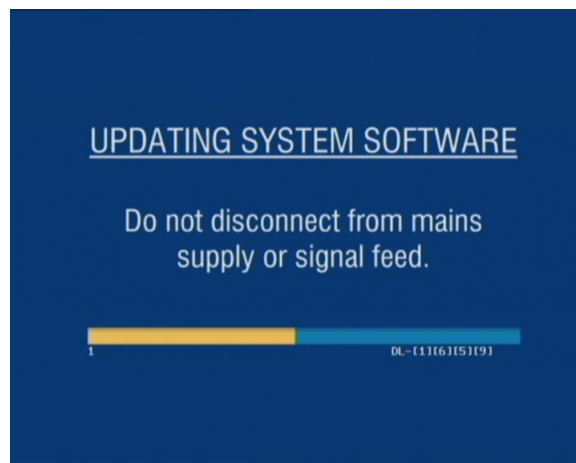 UPDATING SYSTEM SOFTWARE
Do not disconnect from mains
supply or signal feed.
1
DL-[1][6][5][9]